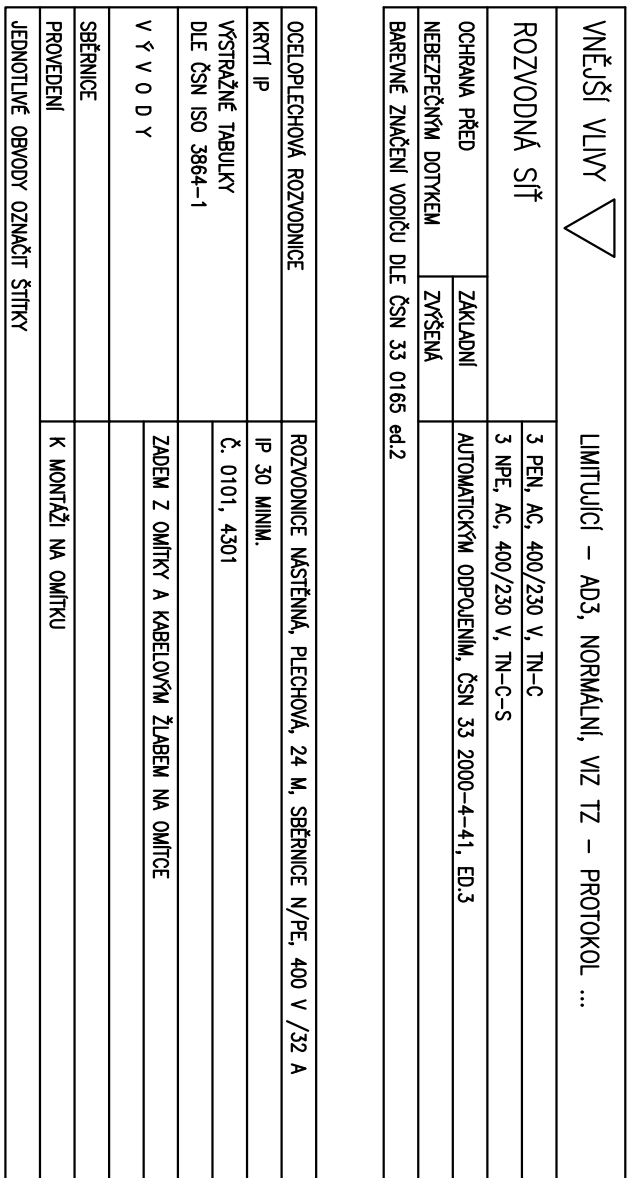 VNĚJŠÍ VLIVY LIMITUJÍCÍ – AD3, NORMÁLNÍ, VIZ TZ – PROTOKOL ...
ROZVODNÁ SÍŤ
3 PEN, AC, 400/230 V, TN–C
3 NPE, AC, 400/230 V, TN–C–S
OCHRANA PŘED
NEBEZPEČNÝM DOTYKEM
ZÁKLADNÍ AUTOMATICKÝM ODPOJENÍM, ČSN 33 2000–4–41, ED.3
ZVÝŠENÁ
BAREVNÉ ZNAČENÍ VODIČU DLE ČSN 33 0165 ed.2
OCELOPLECHOVÁ ROZVODNICE ROZVODNICE NÁSTĚNNÁ, PLECHOVÁ, 24 M, SBĚRNICE N/PE, 400 V /32 A
KRYTÍ IP IP 30 MINIM.
VÝSTRAŽNÉ TABULKY Č. 0101, 4301
DLE ČSN ISO 3864–1
V Ý V O D Y ZADEM Z OMÍTKY A KABELOVÝM ŽLABEM NA OMÍTCE
SBĚRNICE
PROVEDENÍ K MONTÁŽI NA OMÍTKU
JEDNOTLIVÉ OBVODY OZNAČIT ŠTÍTKY